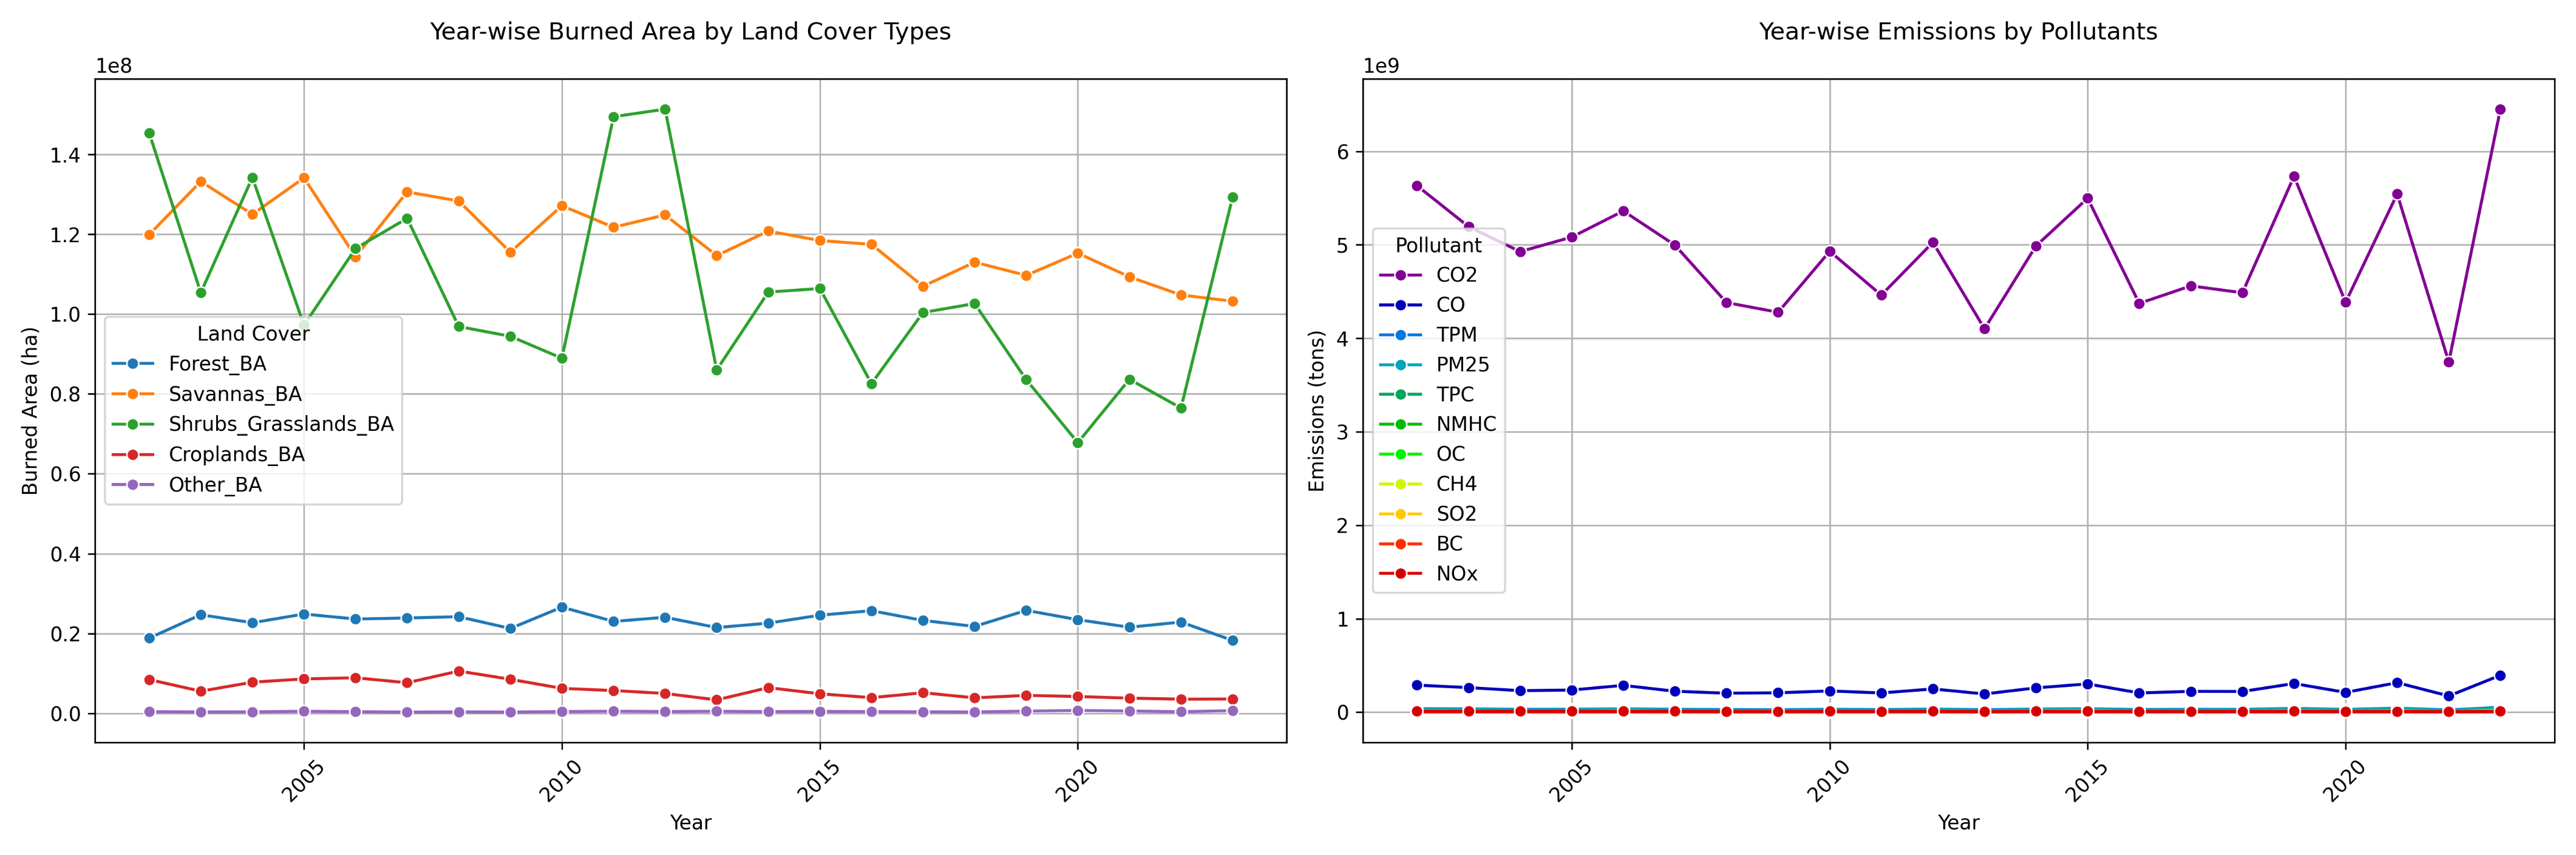 Year-wise Burned Area by Land Cover Types
1e8
1.4
1.2
1.0
0.8
0.6
0.4
0.2
0.0
Burned Area (ha)
Land Cover
Forest_BA
Savannas_BA
Shrubs_Grasslands_BA
Croplands_BA
Other_BA
2005
2010
2015
2020
Year
Year-wise Emissions by Pollutants
1e9
6
5
4
3
2
1
0
Emissions (tons)
Pollutant
CO2
CO
TPM
PM25
TPC
NMHC
OC
CH4
SO2
BC
NOx
2005
2010
2015
2020
Year